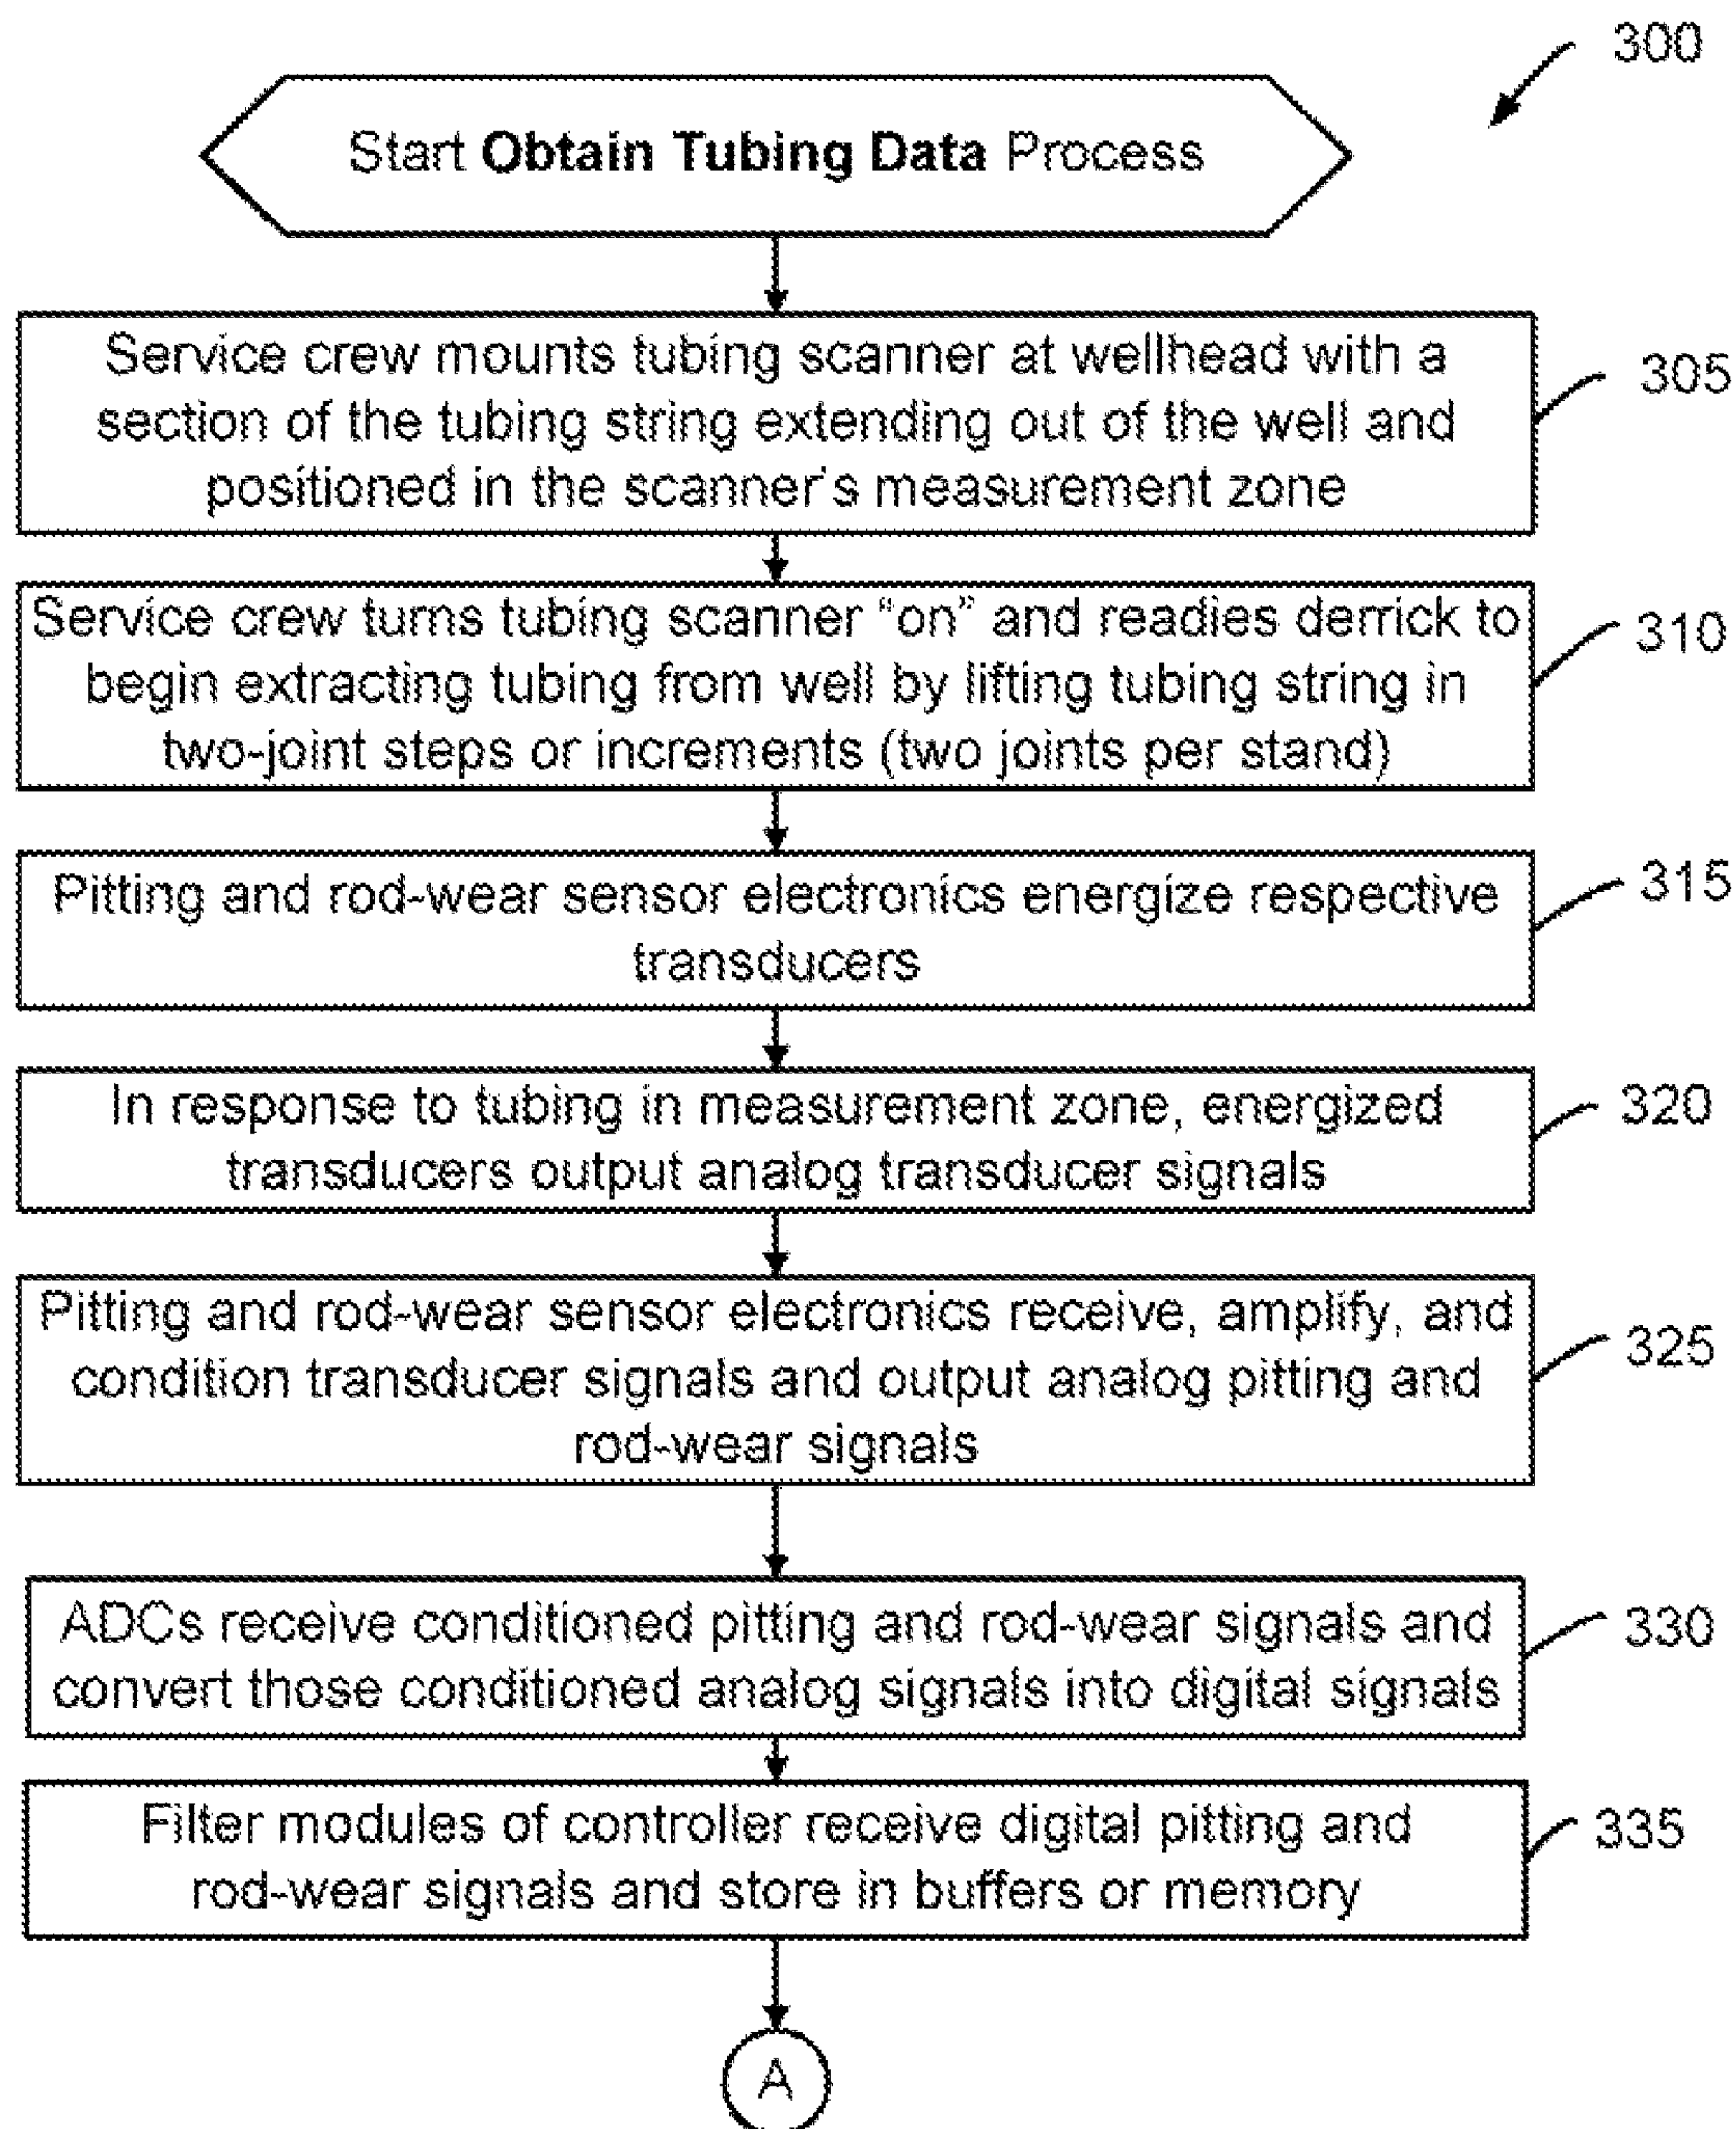 300
Start Obtain Tubing Data Process
Service crew mounts tubing scanner at wellhead with a
section of the tubing string extending out of the well and
positioned in the scanner's measurement zone
305
Service crew turns tubing scanner “on” and readies derrick to
begin extracting tubing from well by lifting tubing string in
two-joint steps or increments (two joints per stand)
310
Pitting and rod-wear sensor electronics energize respective
transducers
315
In response to tubing in measurement zone, energized
transducers output analog transducer signals
320
Pitting and rod-wear sensor electronics receive, amplify, and
condition transducer signals and output analog pitting and
rod-wear signals
325
ADCs receive conditioned pitting and rod-wear signals and
convert those conditioned analog signals into digital signals
330
Filter modules of controller receive digital pitting and
rod-wear signals and store in buffers or memory
335
A